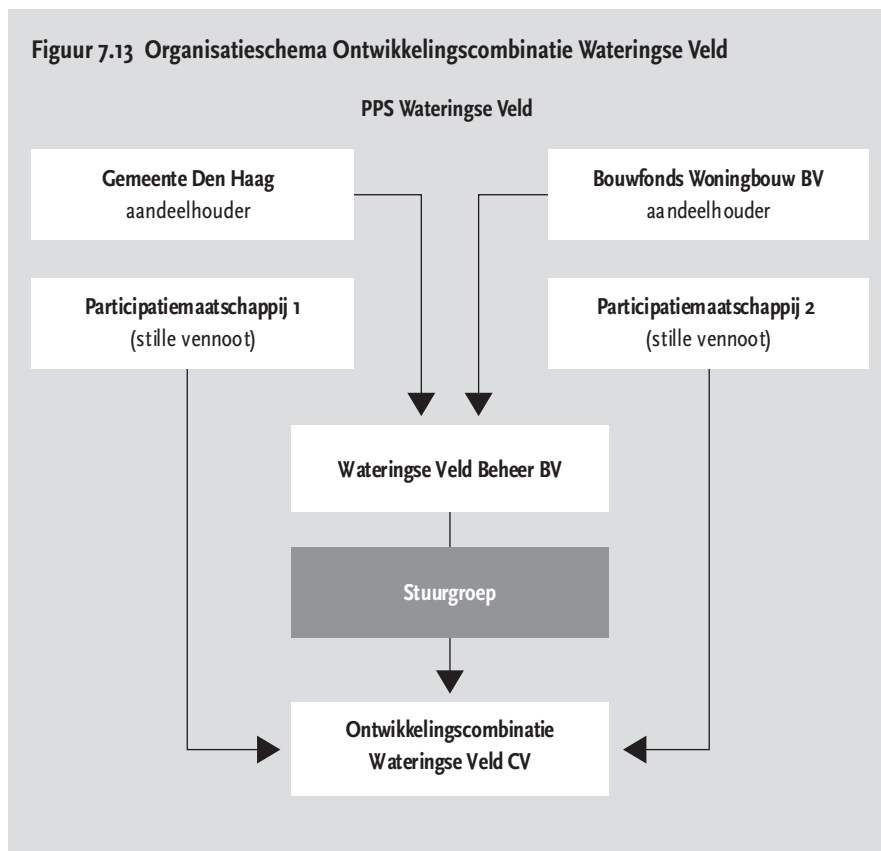 Figuur 7.13 Organisatieschema Ontwikkelingscombinatie Wateringse Veld
PPS Wateringse Veld
Gemeente Den Haag
aandeelhouder
Bouwfonds Woningbouw BV
aandeelhouder
Participatiemaatschappij 1
(stille vennoot)
Participatiemaatschappij 2
(stille vennoot)
Wateringse Veld Beheer BV
Stuurgroep
Ontwikkelingscombinatie
Wateringse Veld CV